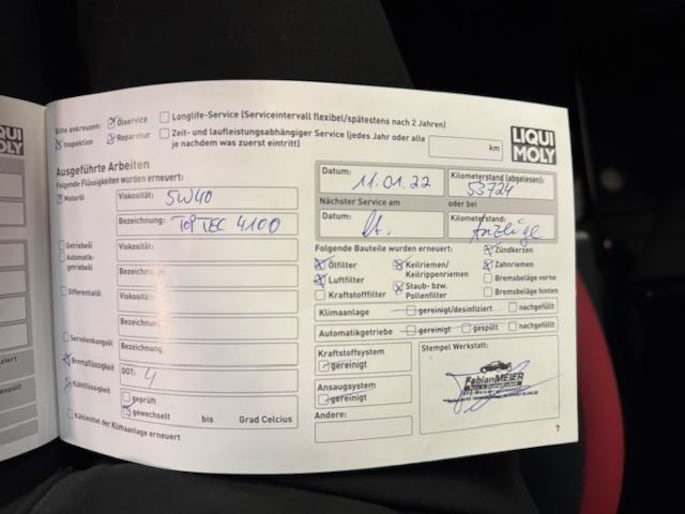 Bitte ankreuzen:
Ölservice
Inspektion
Reparatur
Longlife-Service (Serviceintervall flexibel/spätestens nach 2 Jahren)
Zeit- und laufleistungsabhängiger Service (jedes Jahr oder alle
je nachdem was zuerst eintritt)
km
LIQUI
MOLY
Ausgeführte Arbeiten
Folgende Flüssigkeiten wurden erneuert:
Motoröl
Viskosität: 5W40
Bezeichnung: TOP TEC 4100
Getriebeöl
Viskosität:
Automatik-
getriebeöl
Bezeichnung:
Differentialöl
Viskosität:
Bezeichnung:
Servolenkungsöl
Bezeichnung:
Bremsflüssigkeit
DOT: 4
Kühlflüssigkeit
geprüft
gewechselt
bis Grad Celcius
Kühlmittel der Klimaanlage erneuert
Datum: 11.01.22
Kilometerstand (abgelesen): 53724
Nächster Service am
oder bei
Datum: lt.
Kilometerstand: Anzeige
Folgende Bauteile wurden erneuert:
Ölfilter
Luftfilter
Kraftstofffilter
Keilriemen/
Keilrippenriemen
Staub- bzw.
Pollenfilter
Zündkerzen
Zahnriemen
Bremsbeläge vorne
Bremsbeläge hinten
Klimaanlage
gereinigt/desinfiziert
nachgefüllt
Automatikgetriebe
gereinigt
gespült
nachgefüllt
Kraftstoffsystem
gereinigt
Ansaugsystem
gereinigt
Andere:
Stempel Werkstatt:
Fabian MEIER
7